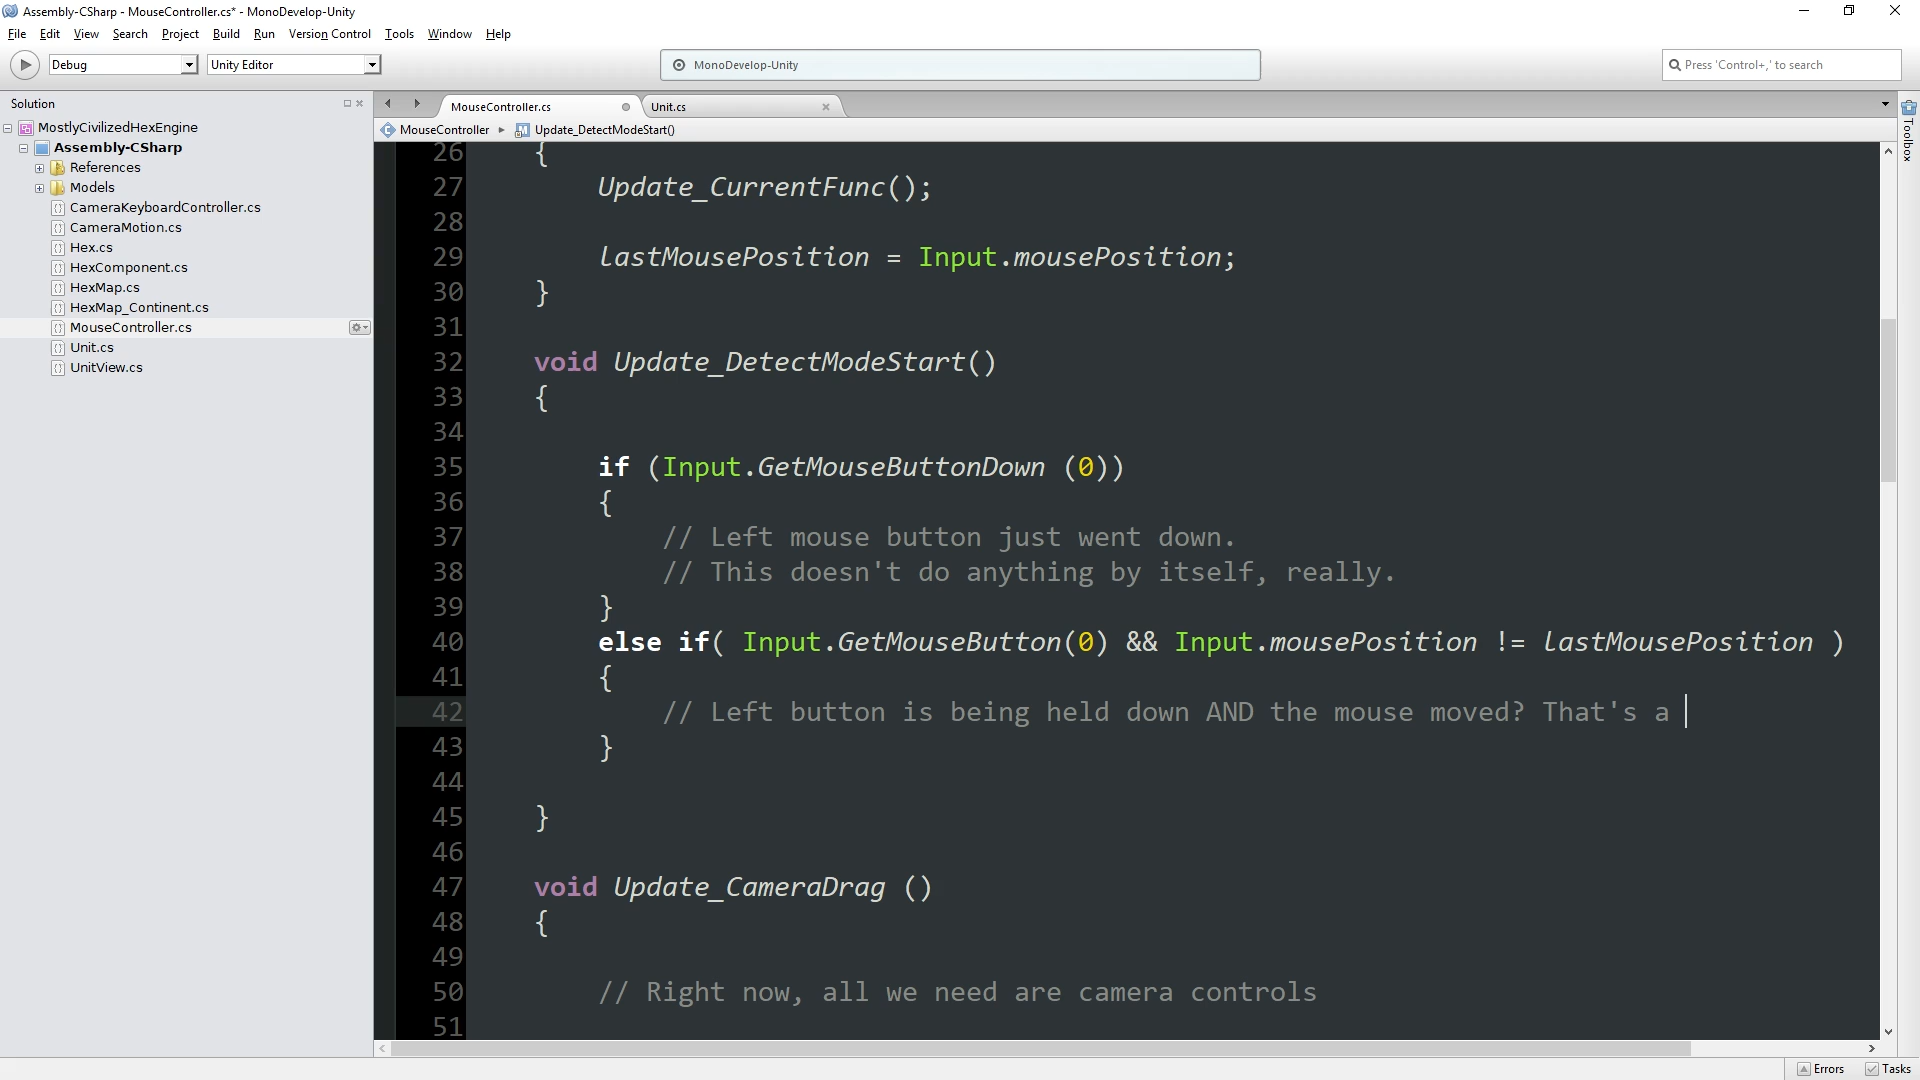 Assembly-CSharp - MouseController.cs* - MonoDevelop-Unity
File Edit View Search Project Build Run Version Control Tools Window Help
Debug
Unity Editor
MonoDevelop-Unity
Press 'Control+,' to search
Solution
MostlyCivilizedHexEngine
Assembly-CSharp
References
Models
CameraKeyboardController.cs
CameraMotion.cs
Hex.cs
HexComponent.cs
HexMap.cs
HexMap_Continent.cs
MouseController.cs
Unit.cs
UnitView.cs
MouseController.cs
Unit.cs
MouseController
Update_DetectModeStart()
26 {
27 Update_CurrentFunc();
28
29 lastMousePosition = Input.mousePosition;
30 }
31
32 void Update_DetectModeStart()
33 {
34
35 if (Input.GetMouseButtonDown (0))
36 {
37 // Left mouse button just went down.
38 // This doesn't do anything by itself, really.
39 }
40 else if( Input.GetMouseButton(0) && Input.mousePosition != lastMousePosition )
41 {
42 // Left button is being held down AND the mouse moved? That's a
43 }
44
45 }
46
47 void Update_CameraDrag ()
48 {
49
50 // Right now, all we need are camera controls
51
Toolbox
Errors
Tasks